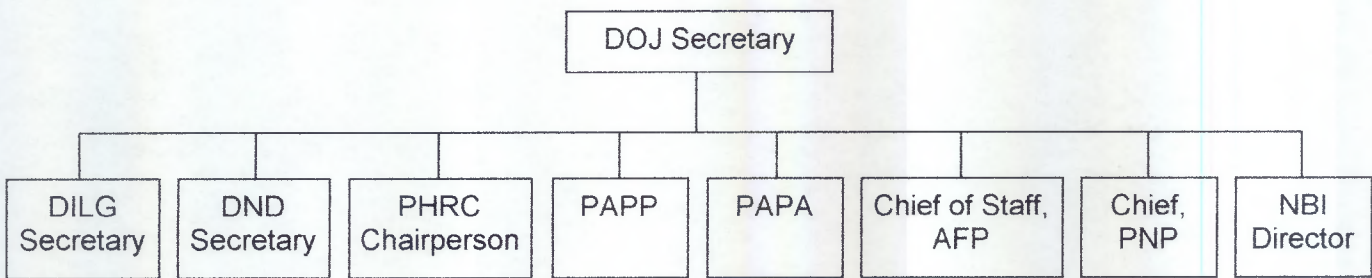 DOJ Secretary
DILG
Secretary
DND
Secretary
PHRC
Chairperson
PAPP
PAPA
Chief of Staff,
AFP
Chief,
PNP
NBI
Director